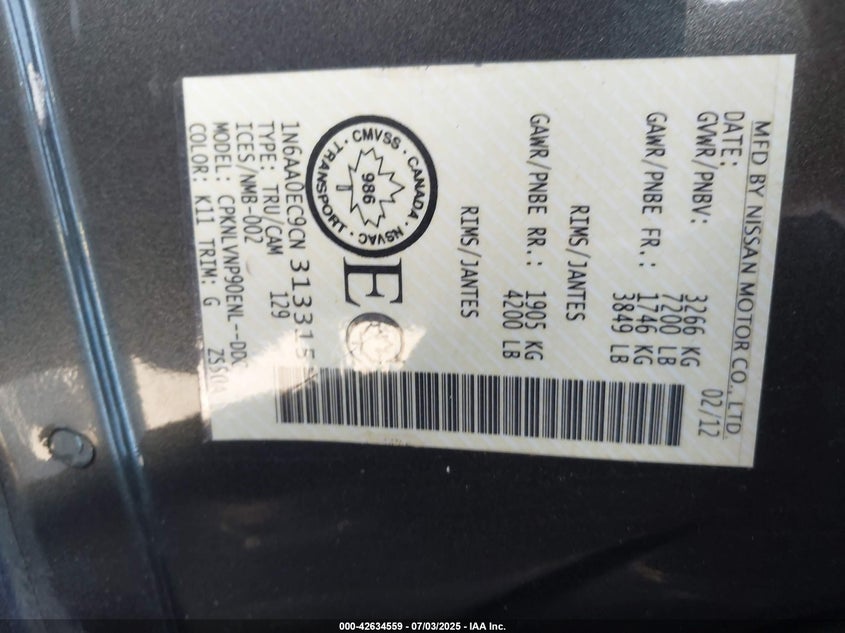 MFD BY NISSAN MOTOR CO., LTD.
DATE: 02/12
GVWR/PNBV: 3266 KG
7200 LB
GAWR/PNBE FR.: 1746 KG
3849 LB
RIMS/JANTES
GAWR/PNBE RR.: 1905 KG
4200 LB
RIMS/JANTES
CMVSS · CANADA · NSVAC · TRANSPORT ·
986
D
EC
1N6AA0EC9CN 313315
TYPE: TRU/CAM 129
ICES/NMB-002
MODEL: CPKNLVNP90ENL--DDC
COLOR: K11 TRIM: G
000-42634559 - 07/03/2025 - IAA Inc.